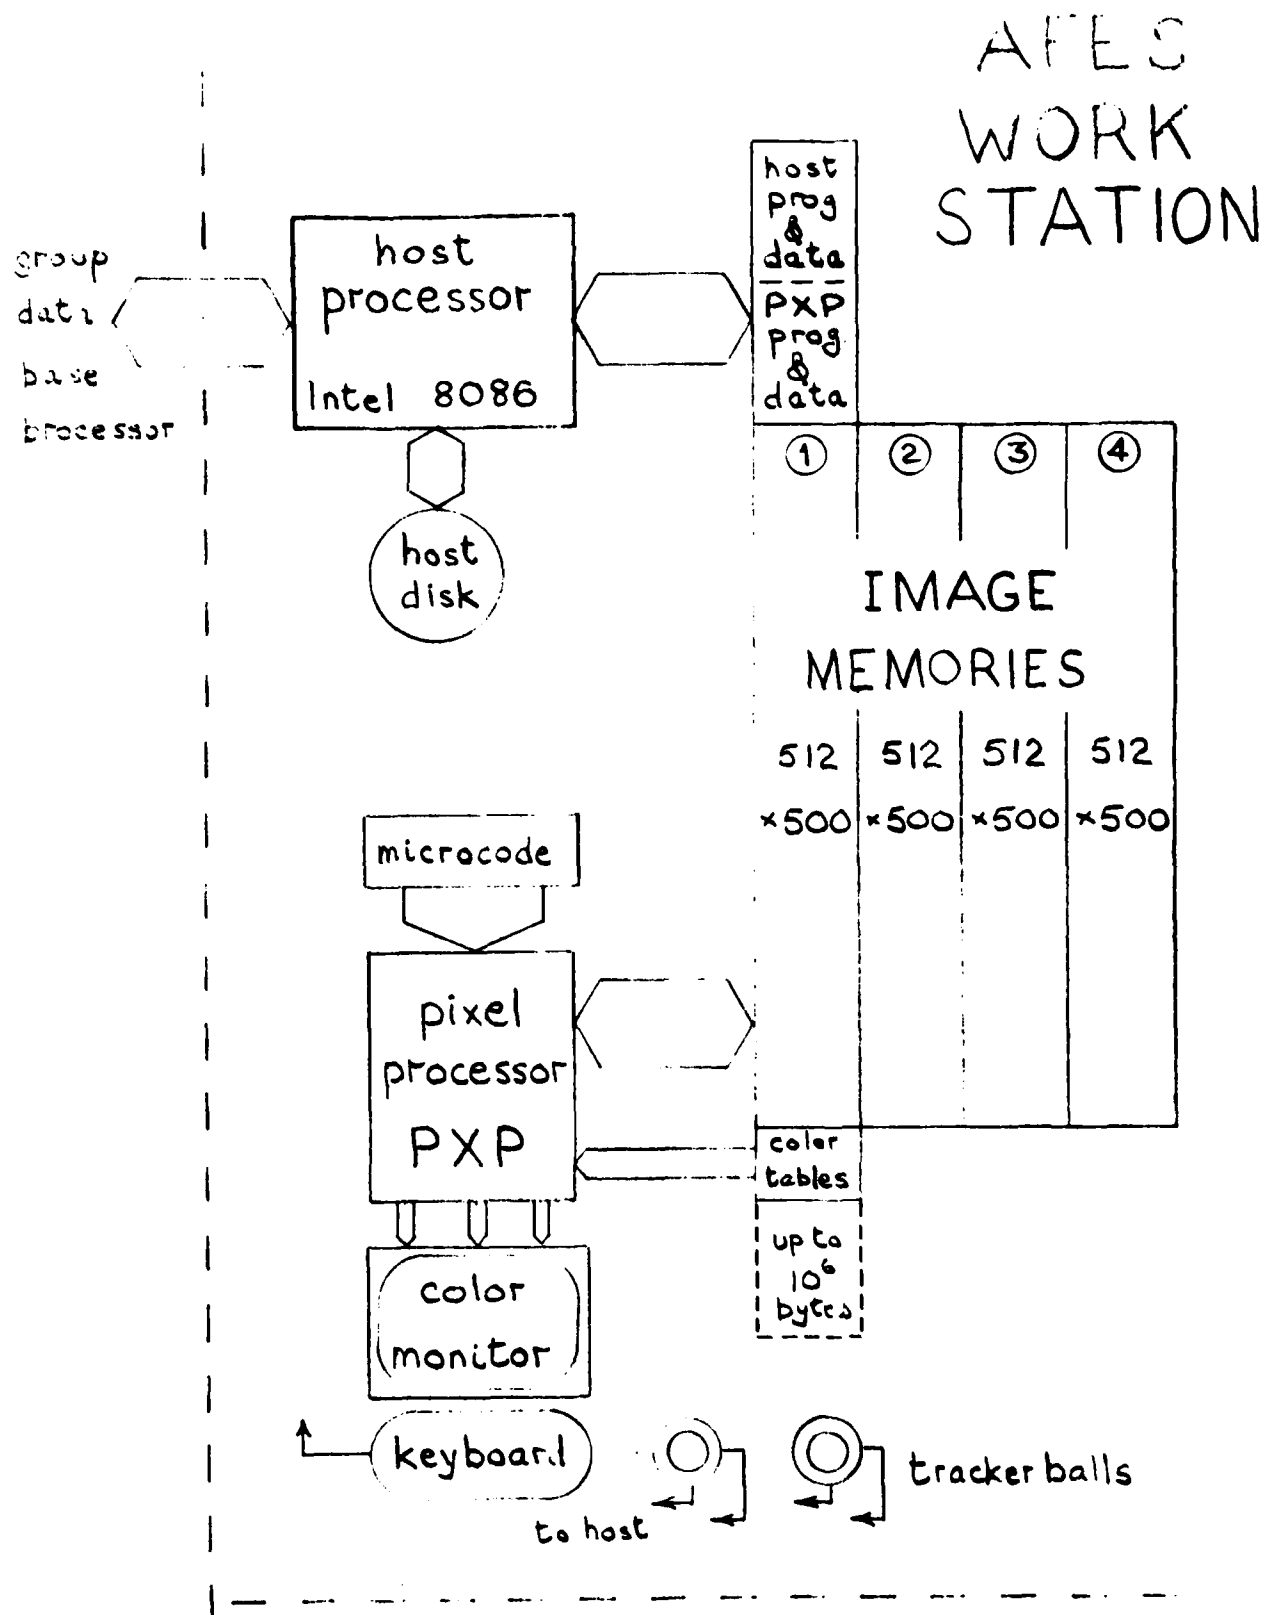 AFES
WORK
STATION
group
data
base
processor
host
processor
Intel 8086
host
prog
&
data
PXP
prog
&
data
host
disk
1 2 3 4
IMAGE
MEMORIES
512 512 512 512
×500 ×500 ×500 ×500
microcode
pixel
processor
PXP
color
tables
up to
10⁶
bytes
color
monitor
keyboard
tracker balls
to host